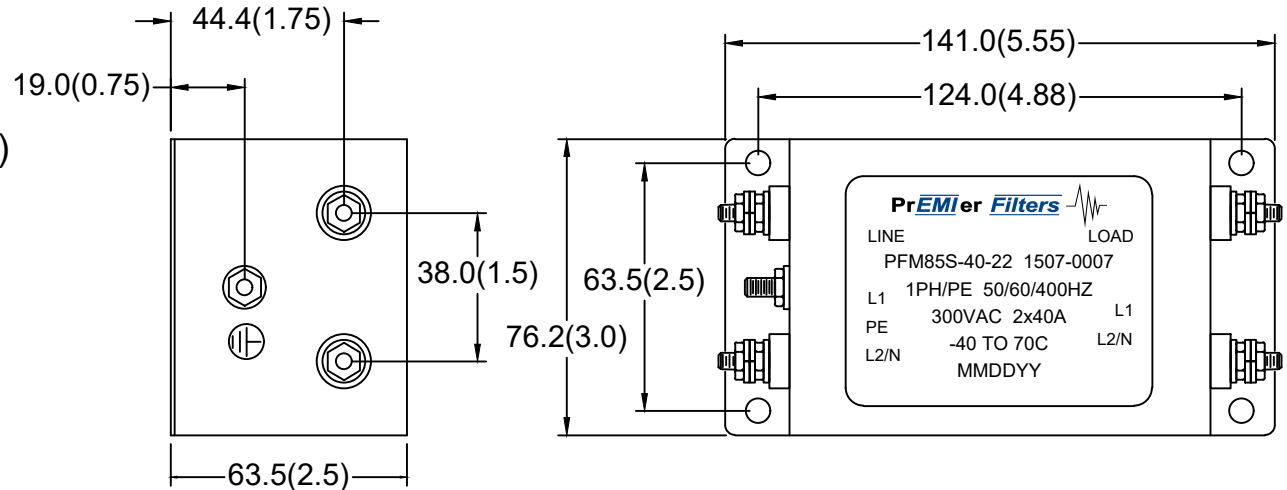 44.4(1.75)
19.0(0.75)
)
38.0(1.5)
63.5(2.5)
141.0(5.55)
124.0(4.88)
63.5(2.5)
76.2(3.0)
PrEMIer Filters
LINE LOAD
PFM85S-40-22 1507-0007
1PH/PE 50/60/400HZ
L1 L1
300VAC 2x40A
PE
-40 TO 70C
L2/N L2/N
MMDDYY